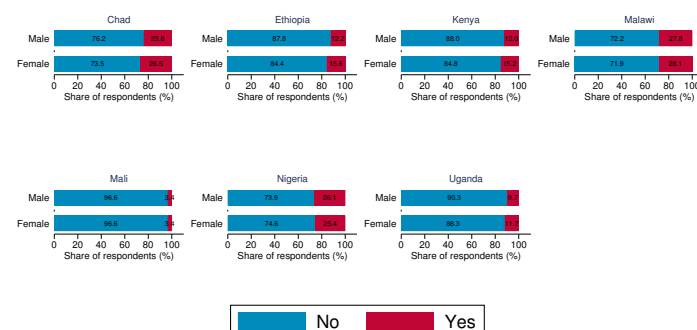 Chad
Male 76.2 23.8
Female 73.5 26.5
0 20 40 60 80 100
Share of respondents (%)
Ethiopia
Male 87.8 12.2
Female 84.4 15.6
0 20 40 60 80 100
Share of respondents (%)
Kenya
Male 88.0 12.0
Female 84.8 15.2
0 20 40 60 80 100
Share of respondents (%)
Malawi
Male 72.2 27.8
Female 71.9 28.1
0 20 40 60 80 100
Share of respondents (%)
Mali
Male 96.6 3.4
Female 96.6 3.4
0 20 40 60 80 100
Share of respondents (%)
Nigeria
Male 73.9 26.1
Female 74.6 25.4
0 20 40 60 80 100
Share of respondents (%)
Uganda
Male 90.3 9.7
Female 88.3 11.7
0 20 40 60 80 100
Share of respondents (%)
No Yes